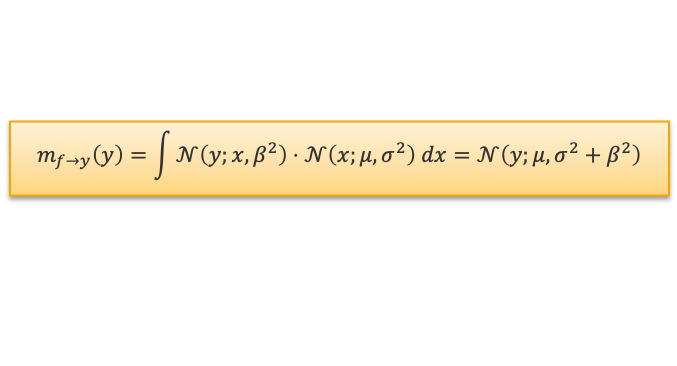 m_{f→y}(y) = ∫ 𝒩(y; x, β²) · 𝒩(x; μ, σ²) dx = 𝒩(y; μ, σ² + β²)